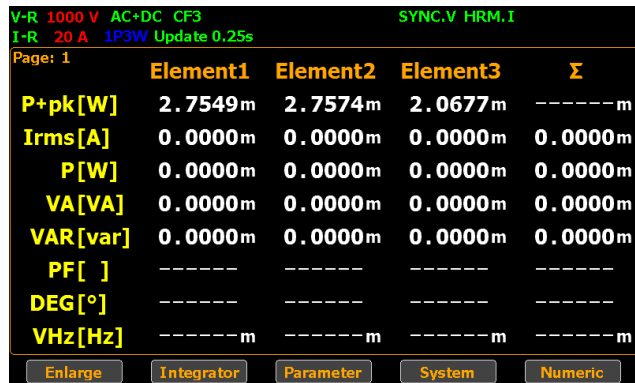 V-R 1000 V AC+DC CF3 SYNC.V HRM.I
I-R 20 A 1P3W Update 0.25s
Page: 1
Element1 Element2 Element3 Σ
P+pk[W] 2.7549m 2.7574m 2.0677m ------m
Irms[A] 0.0000m 0.0000m 0.0000m 0.0000m
P[W] 0.0000m 0.0000m 0.0000m 0.0000m
VA[VA] 0.0000m 0.0000m 0.0000m 0.0000m
VAR[var] 0.0000m 0.0000m 0.0000m 0.0000m
PF[ ] ------ ------ ------ ------
DEG[°] ------ ------ ------ ------
VHz[Hz] ------m ------m ------m ------m
Enlarge Integrator Parameter System Numeric